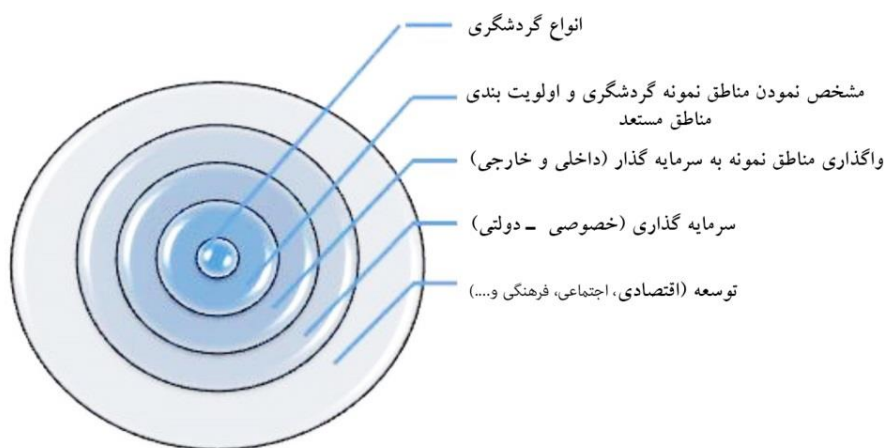 انواع گردشگری
مشخص نمودن مناطق نمونه گردشگری و اولویت بندی
مناطق مستعد
واگذاری مناطق نمونه به سرمایه گذار (داخلی و خارجی)
سرمایه گذاری (خصوصی – دولتی)
توسعه (اقتصادی، اجتماعی، فرهنگی و....)